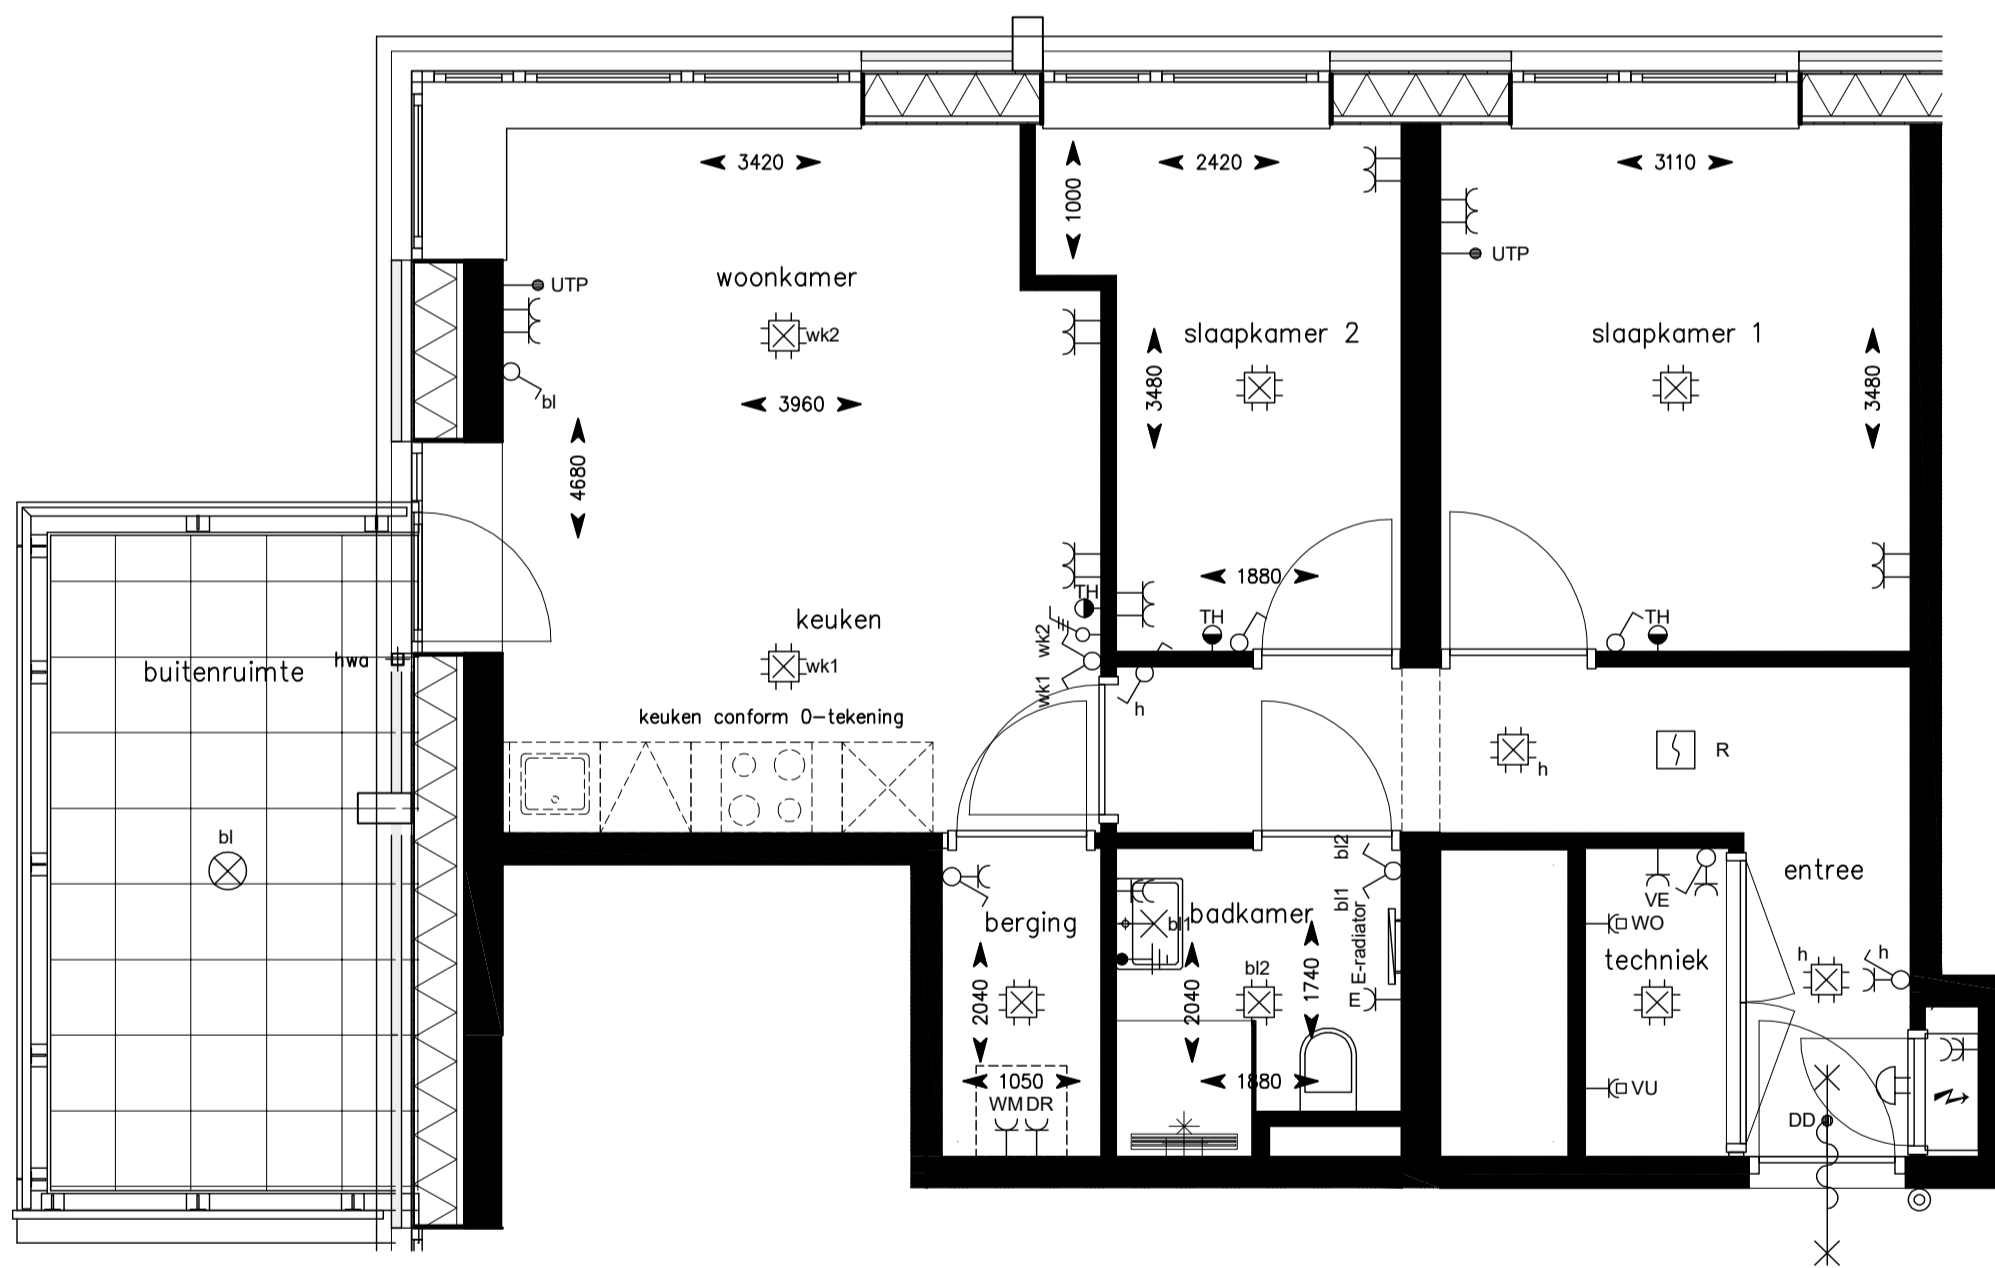 3420
2420
3110
1000
UTP
UTP
woonkamer
wk2
slaapkamer 2
slaapkamer 1
3480
3480
bl
3960
4680
1880
TH
TH
TH
keuken
wk2
wk1
wk1
buitenruimte
hwa
keuken conform 0-tekening
h
h
R
bl
bl2
bl1
entree
VE
WO
berging
badkamer
bl1
E-radiator
techniek
h
h
2040
2040
bl2
1740
E
1050
1880
WM DR
VU
DD